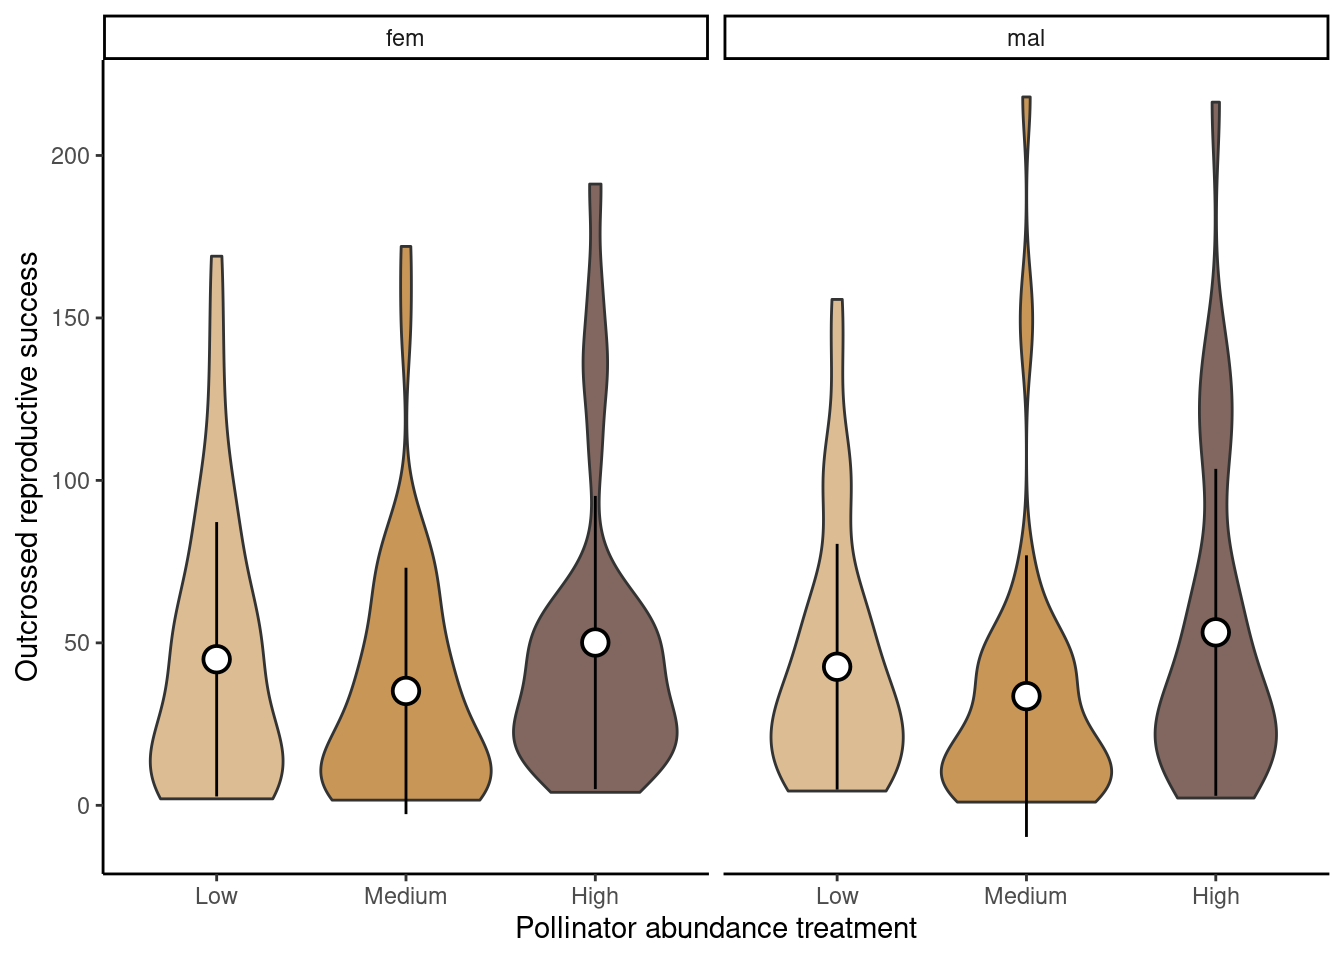 fem
mal
Outcrossed reproductive success
200
150
100
50
0
Low
Medium
High
Low
Medium
High
Pollinator abundance treatment